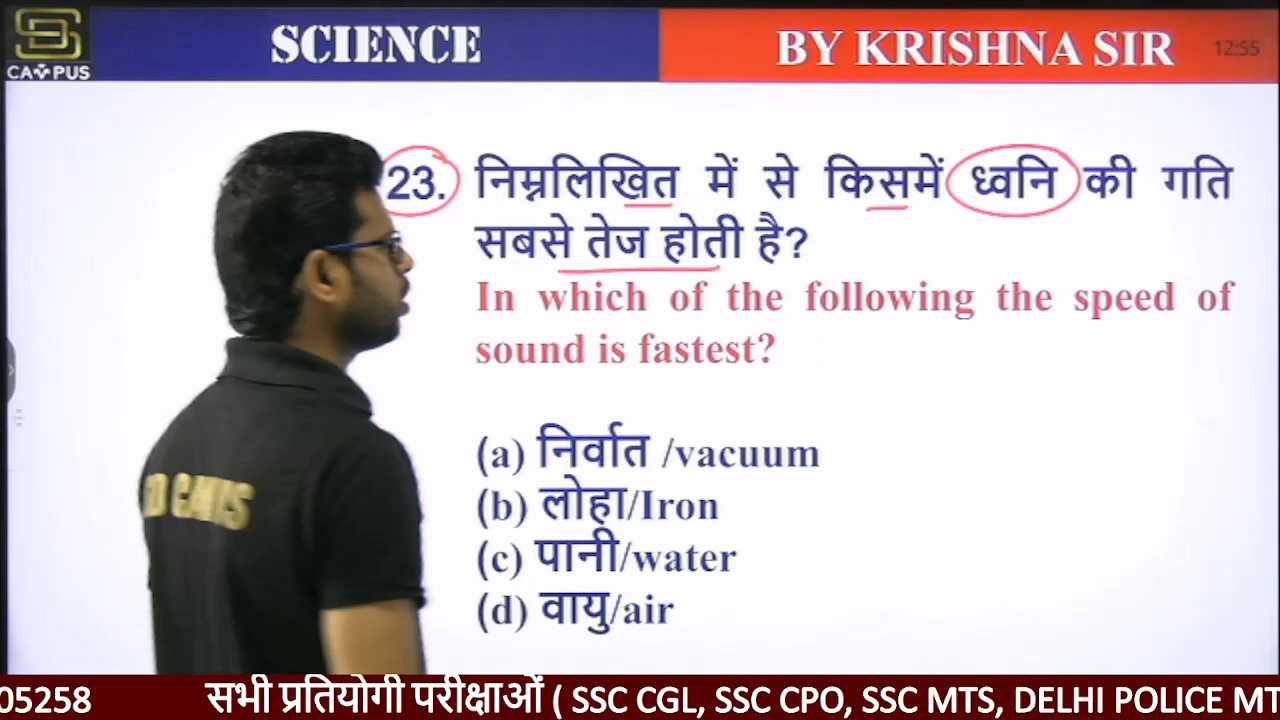 SCIENCE
BY KRISHNA SIR
12:55
CAMPUS
23. निम्नलिखित में से किसमें ध्वनि की गति
सबसे तेज होती है?
In which of the following the speed of
sound is fastest?
(a) निर्वात /vacuum
(b) लोहा/Iron
(c) पानी/water
(d) वायु/air
05258 सभी प्रतियोगी परीक्षाओं ( SSC CGL, SSC CPO, SSC MTS, DELHI POLICE MT